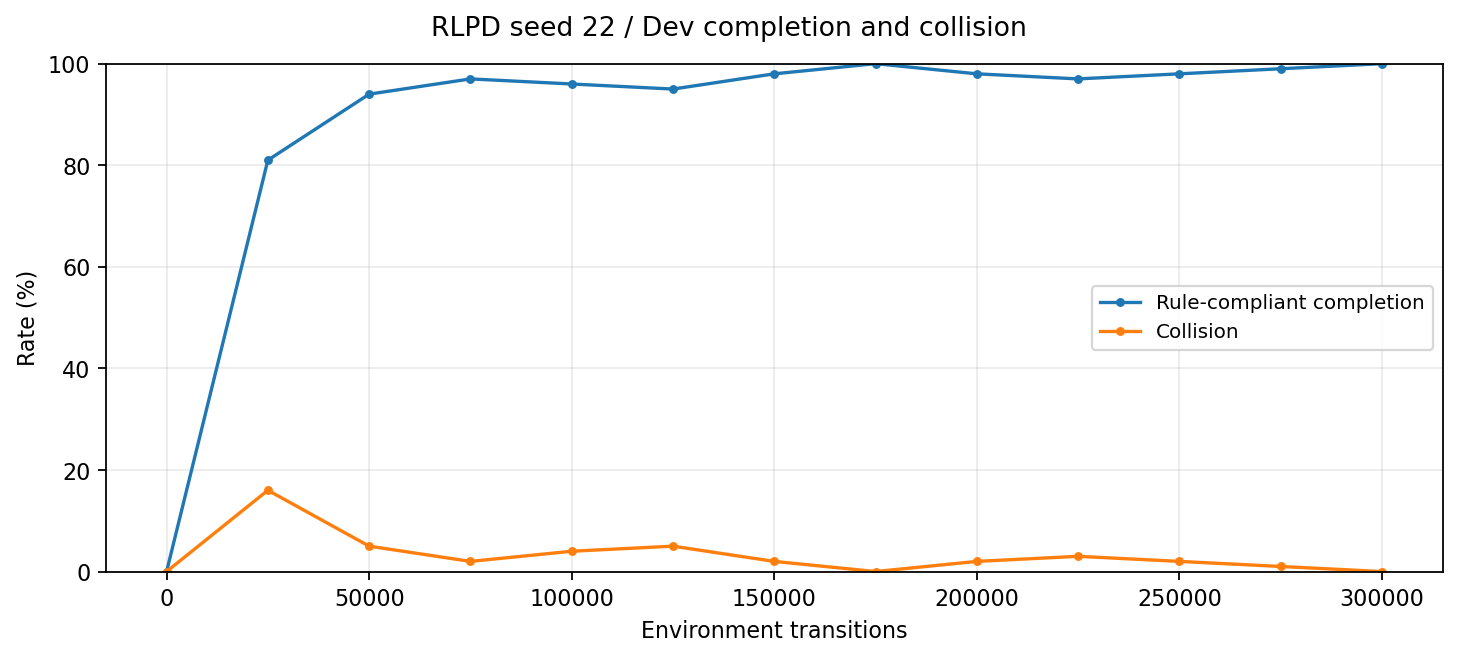 RLPD seed 22 / Dev completion and collision
100
80
60
40
20
0
Rate (%)
Rule-compliant completion
Collision
0 50000 100000 150000 200000 250000 300000
Environment transitions